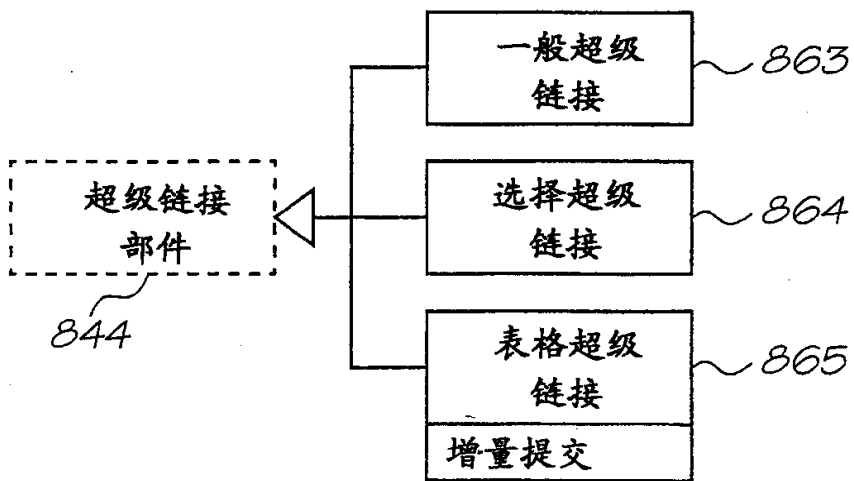 一般超级
链接
863
超级链接
部件
844
选择超级
链接
864
表格超级
链接
865
增量提交